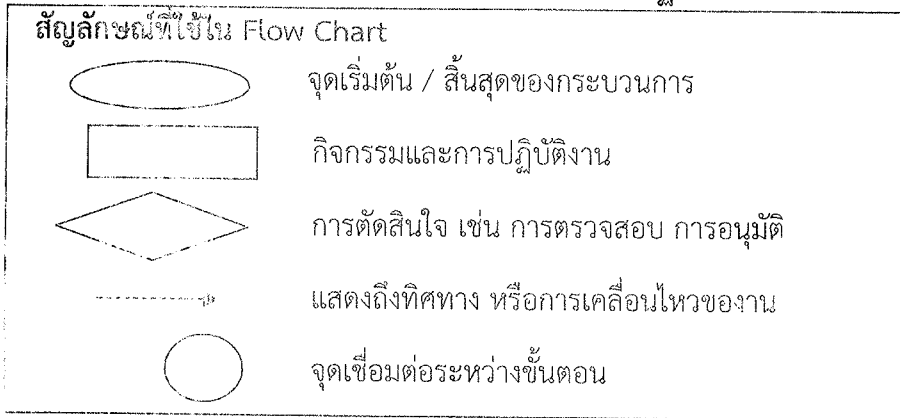 สัญลักษณ์ที่ใช้ใน Flow Chart
จุดเริ่มต้น / สิ้นสุดของกระบวนการ
กิจกรรมและการปฏิบัติงาน
การตัดสินใจ เช่น การตรวจสอบ การอนุมัติ
แสดงถึงทิศทาง หรือการเคลื่อนไหวของงาน
จุดเชื่อมต่อระหว่างขั้นตอน